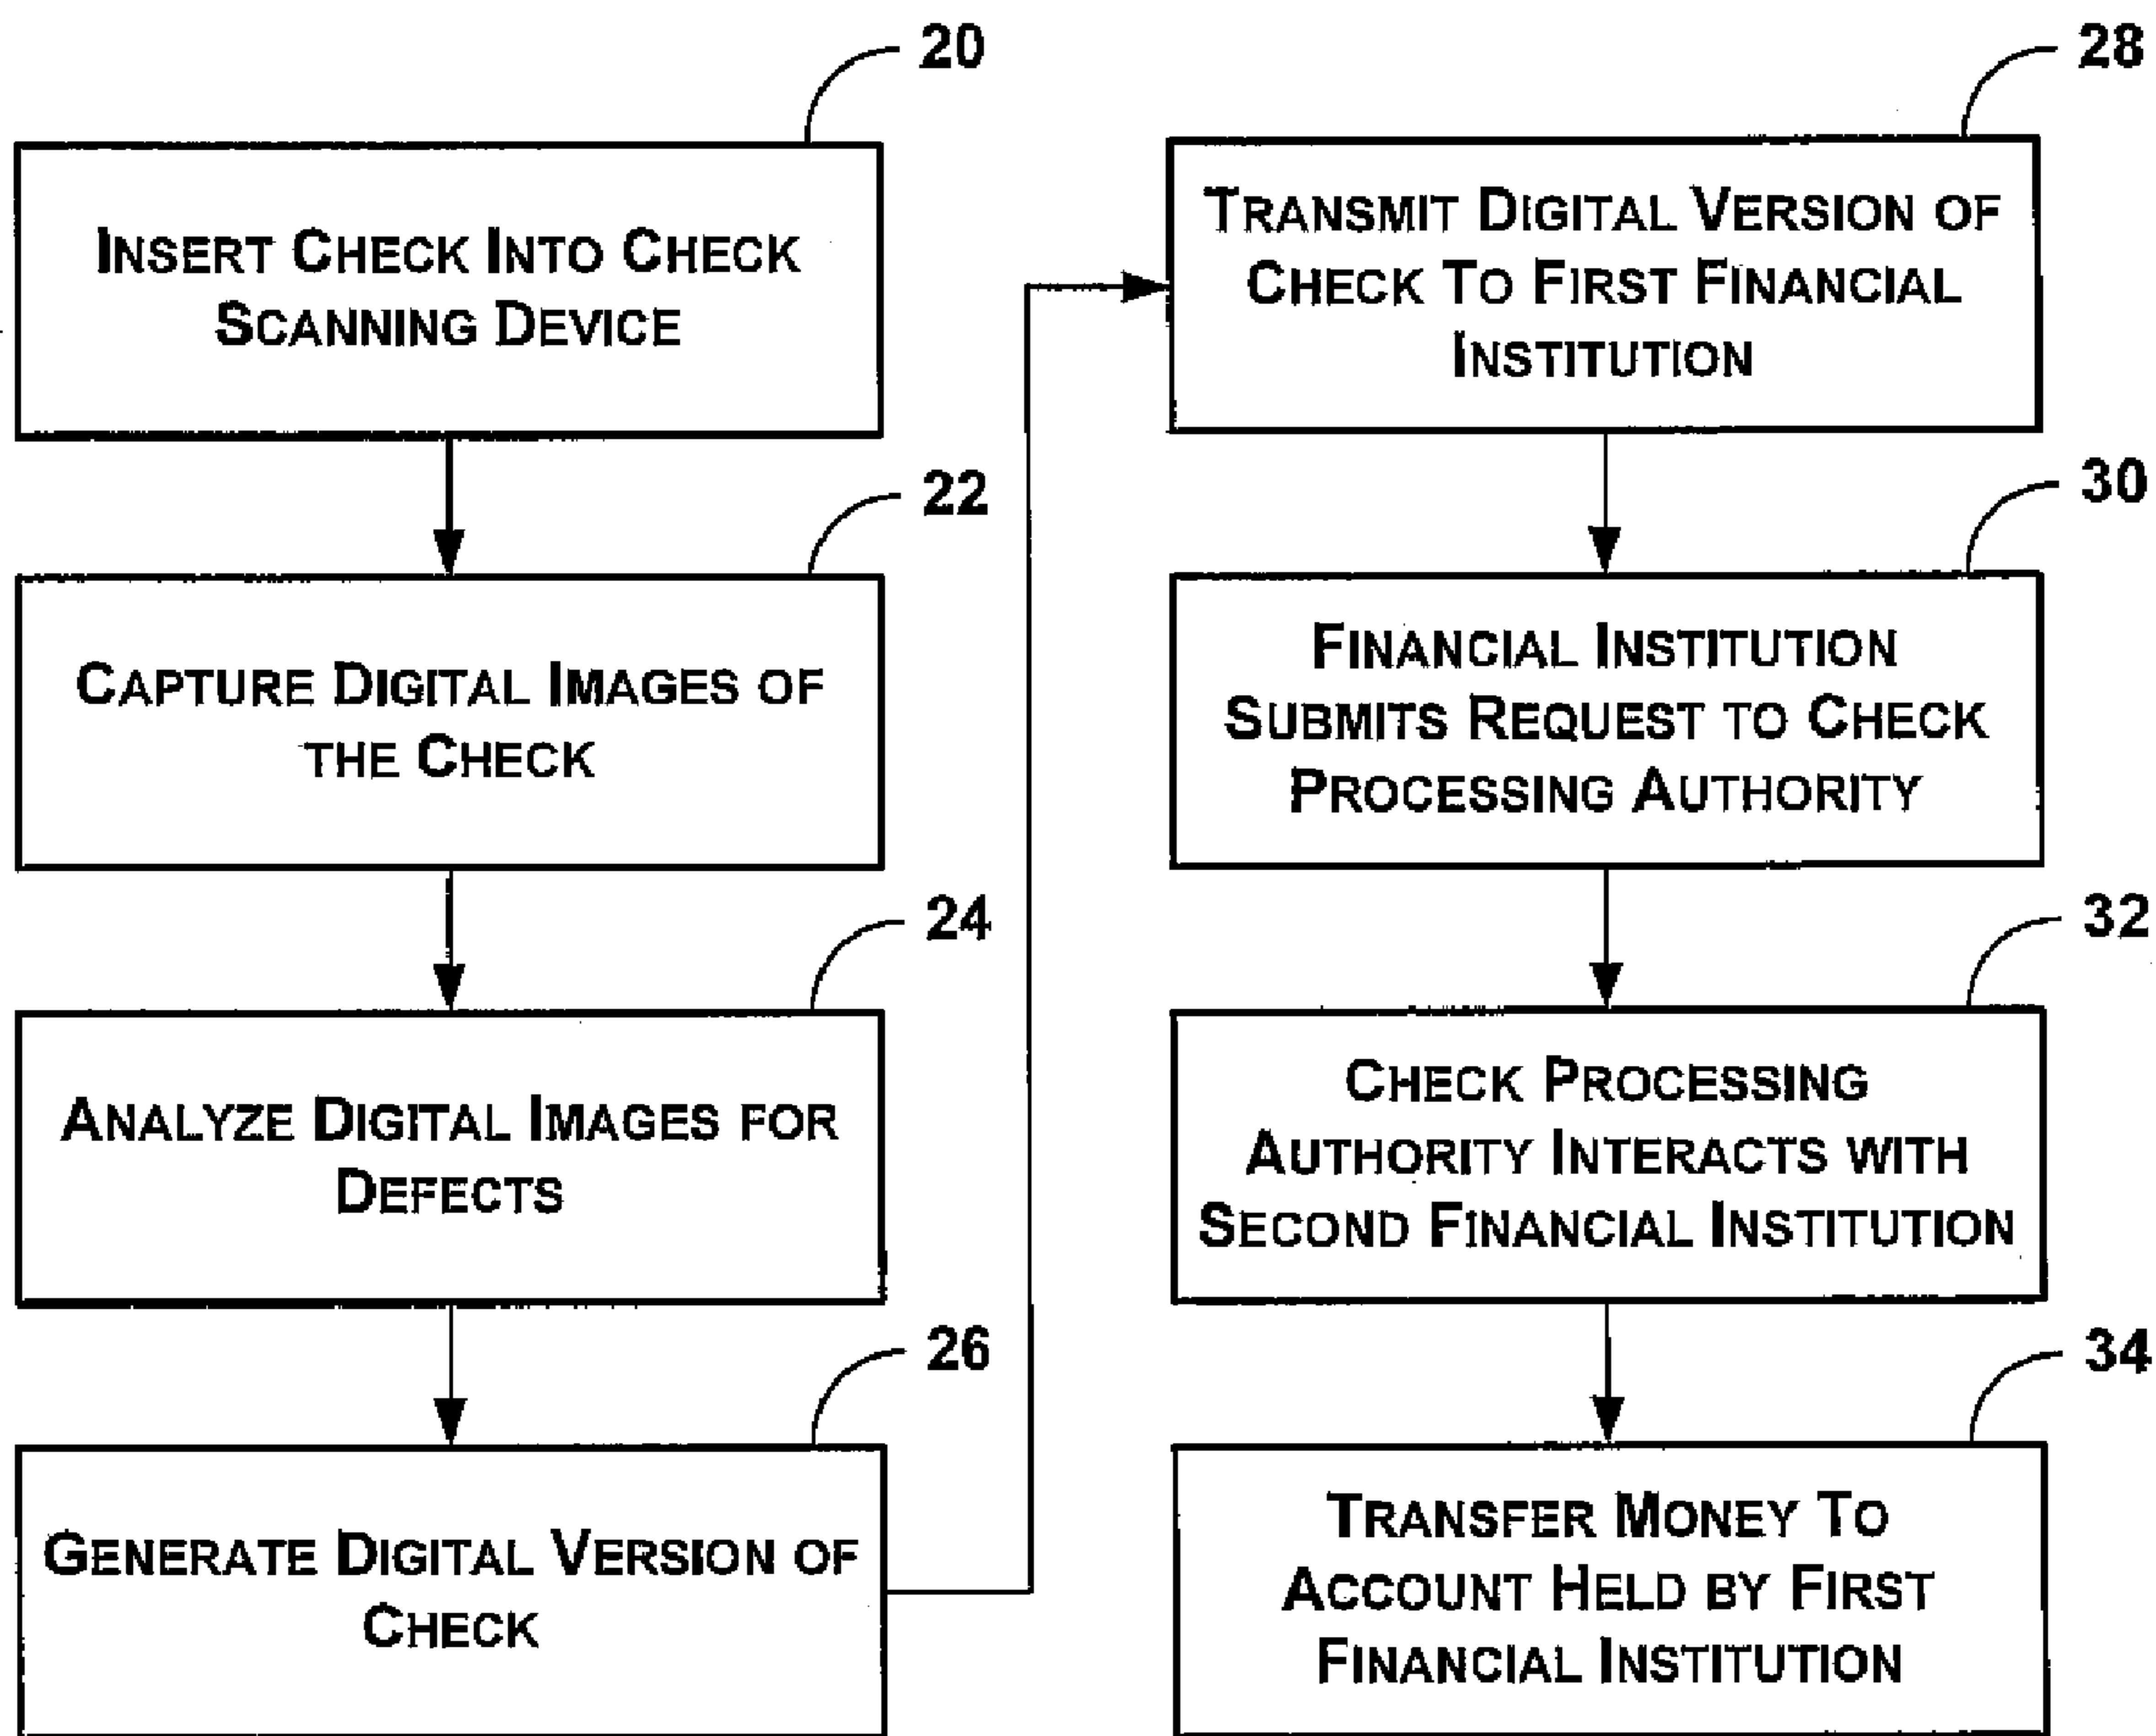 20
INSERT CHECK INTO CHECK
SCANNING DEVICE
22
CAPTURE DIGITAL IMAGES OF
THE CHECK
24
ANALYZE DIGITAL IMAGES FOR
DEFECTS
26
GENERATE DIGITAL VERSION OF
CHECK
28
TRANSMIT DIGITAL VERSION OF
CHECK TO FIRST FINANCIAL
INSTITUTION
30
FINANCIAL INSTITUTION
SUBMITS REQUEST TO CHECK
PROCESSING AUTHORITY
32
CHECK PROCESSING
AUTHORITY INTERACTS WITH
SECOND FINANCIAL INSTITUTION
34
TRANSFER MONEY TO
ACCOUNT HELD BY FIRST
FINANCIAL INSTITUTION